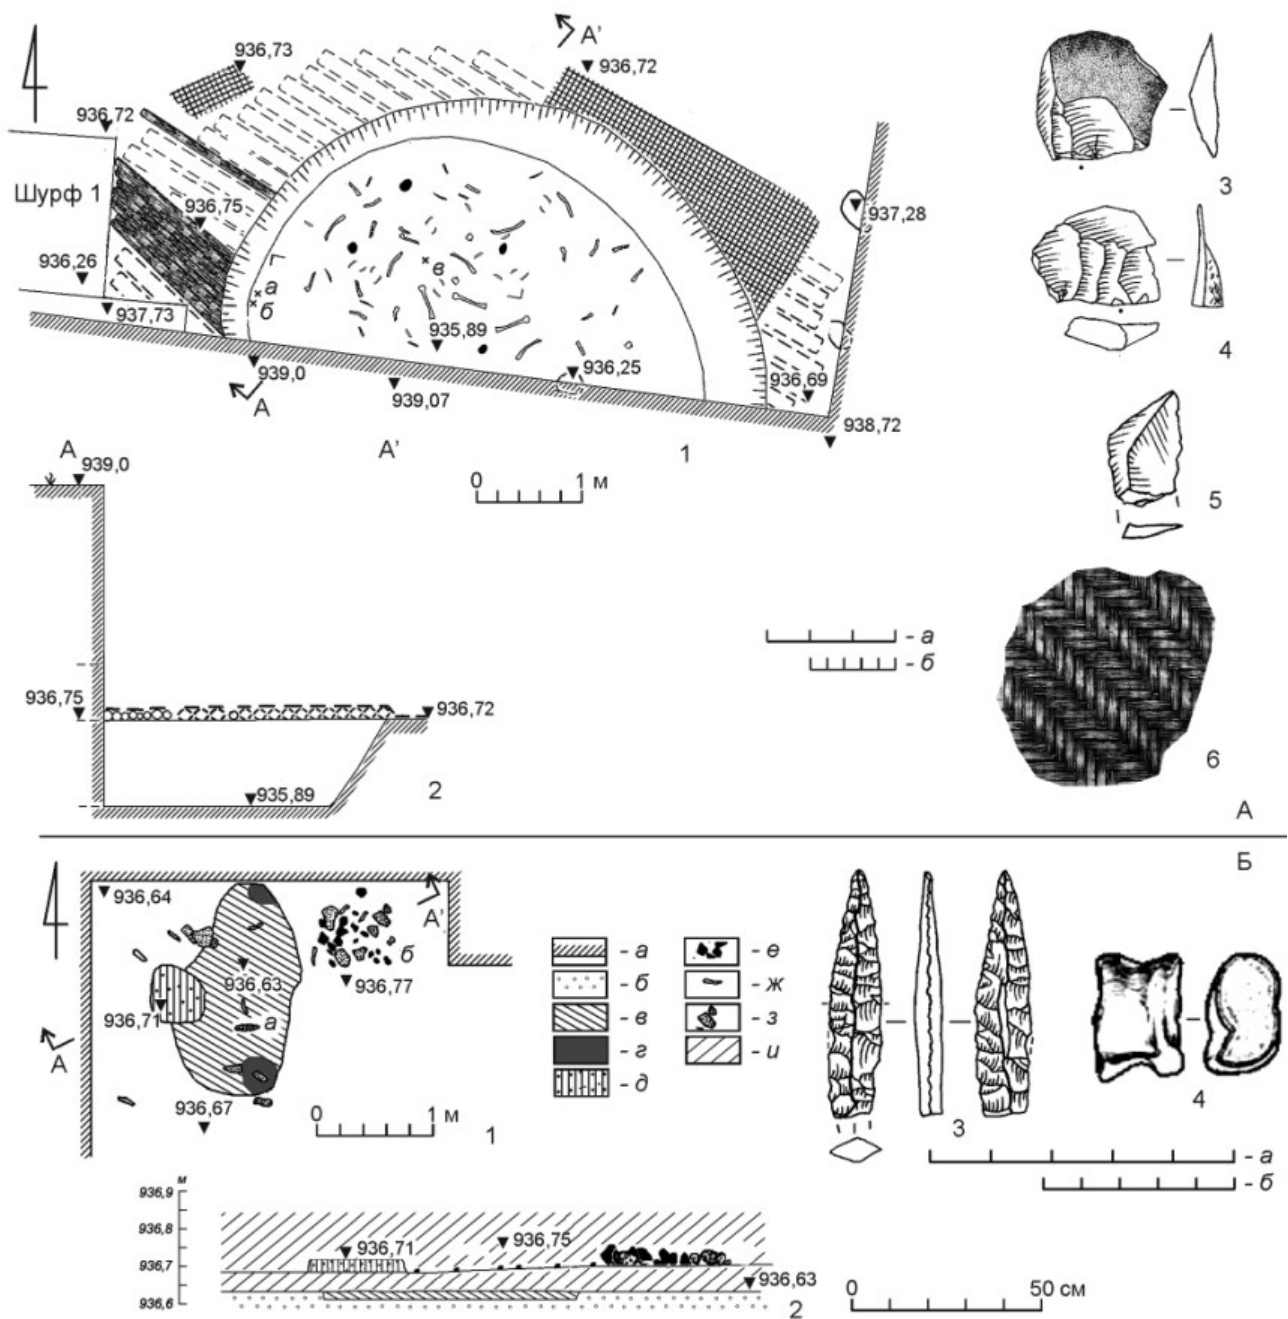 A'
936,73
936,72
936,72
Шурф 1
936,75
937,28
936,26
в
а
б
937,73
935,89
939,0
936,25
936,69
A
939,07
938,72
A
A'
1
939,0
0 1 м
3
4
5
- а
- б
936,75
936,72
6
935,89
2
А
Б
936,64
A'
б
936,63
936,77
936,71
а
A
936,67
0 1 м
1
- а
- б
- в
- г
- д
- е
- ж
- з
- и
3
4
- а
- б
м
936,9
936,8
936,7
936,6
936,71
936,75
936,63
2
0 50 см